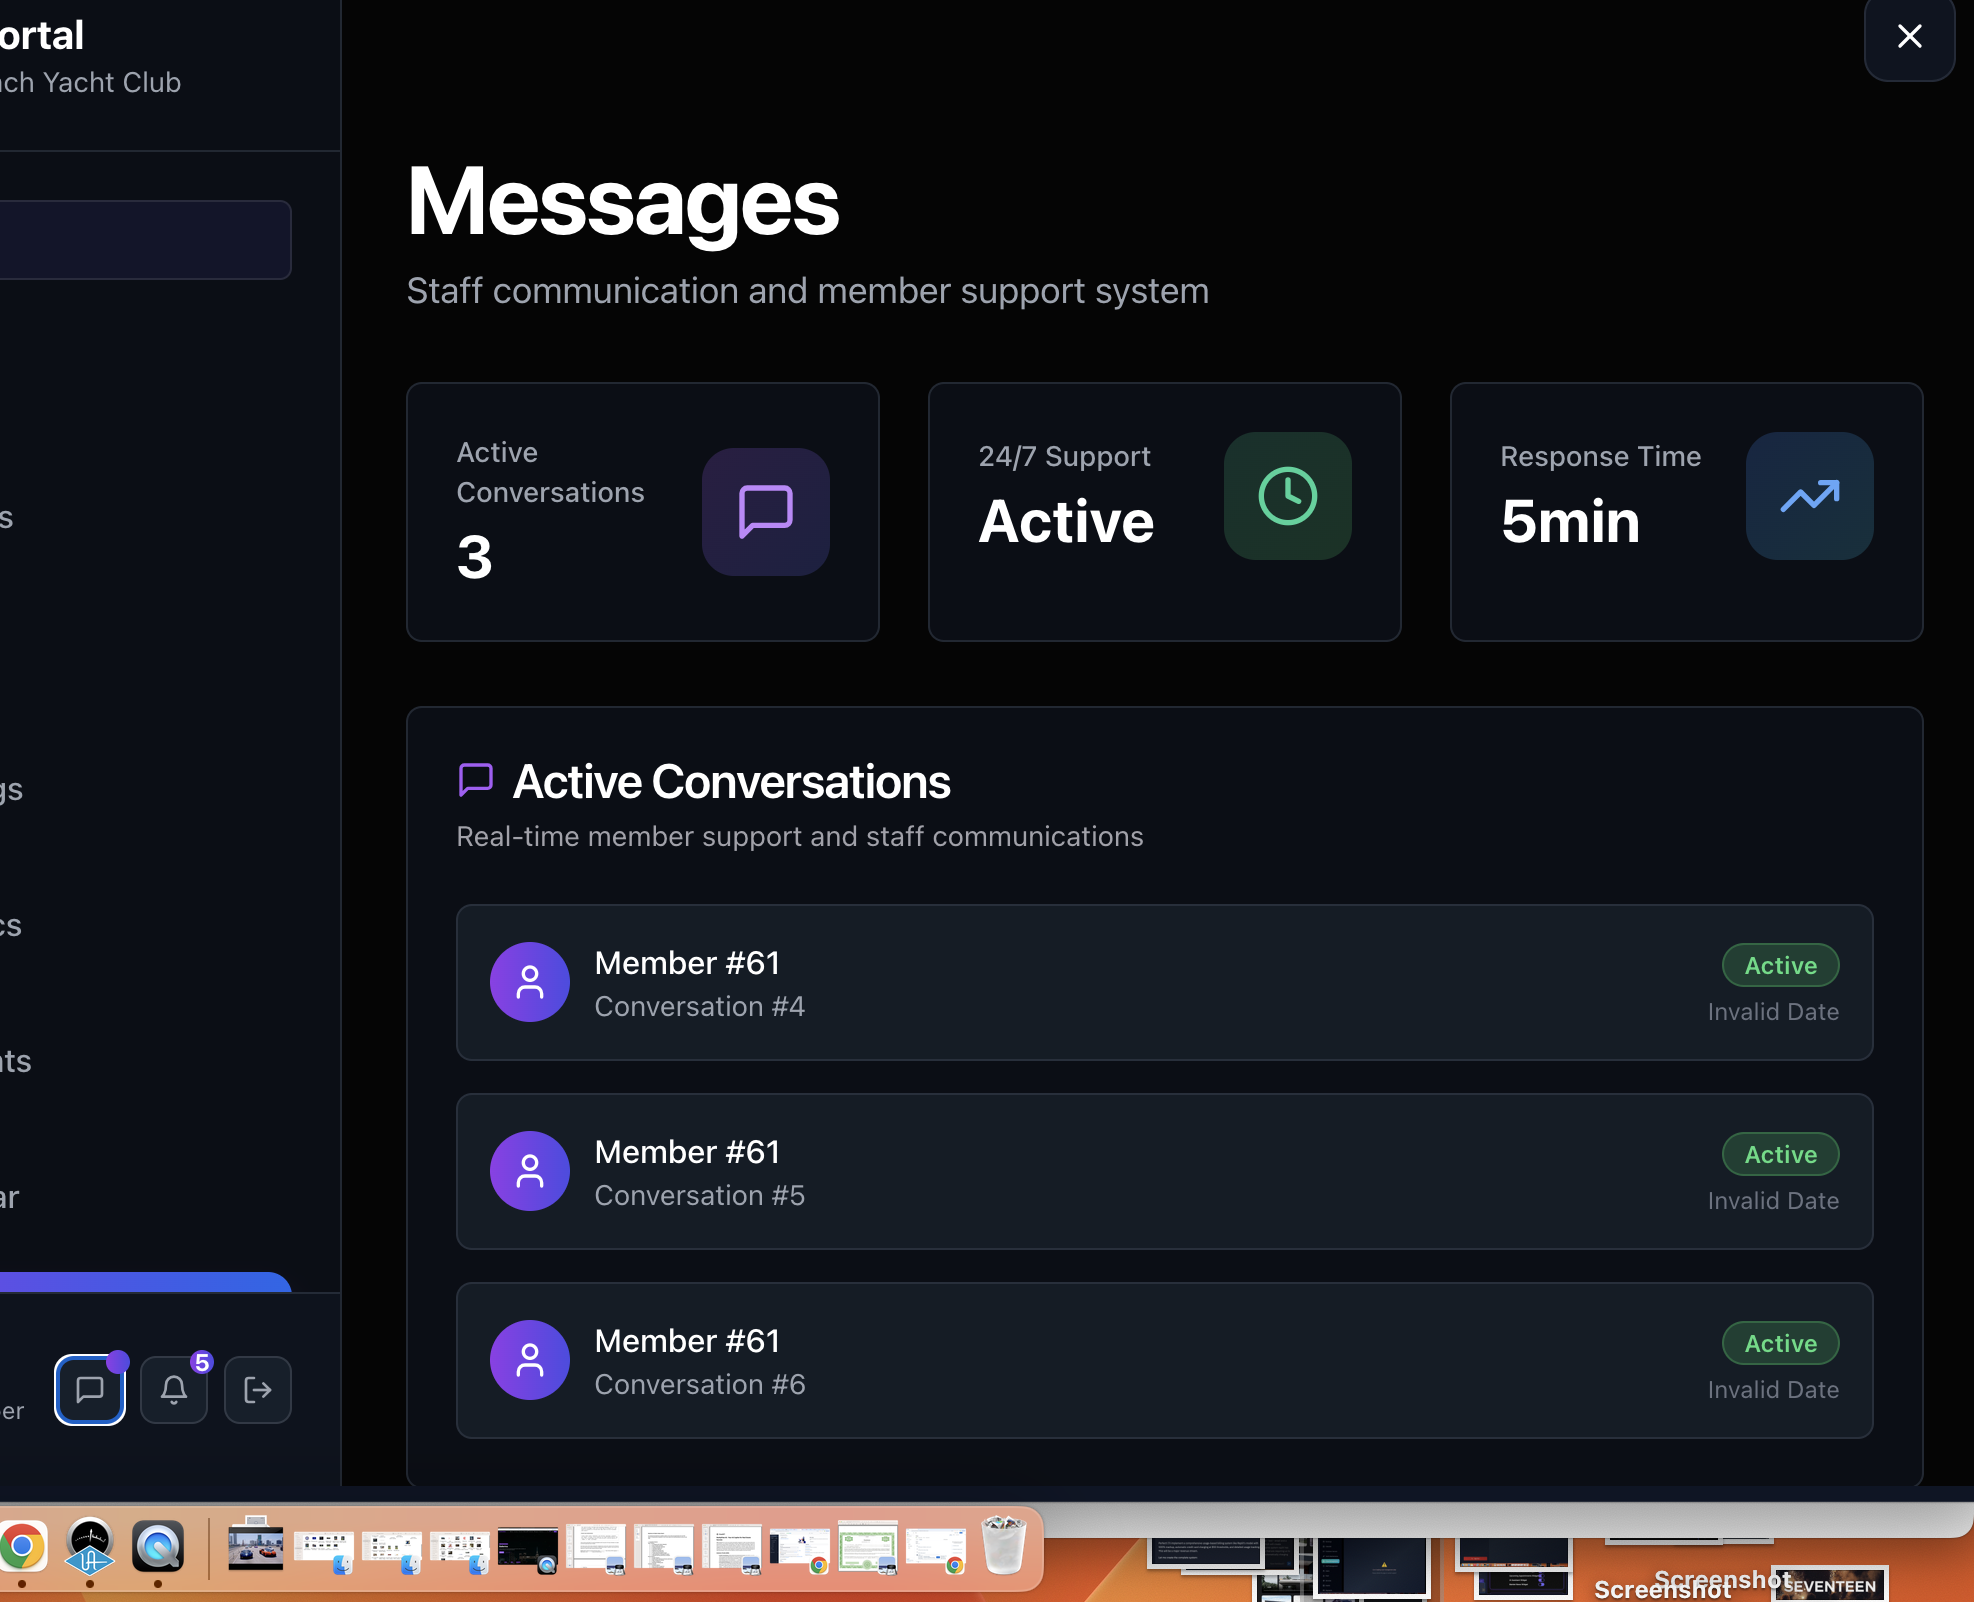 ortal
ach Yacht Club
s
gs
cs
nts
ar
er
5
Messages
Staff communication and member support system
Active
Conversations
3
24/7 Support
Active
Response Time
5min
Active Conversations
Real-time member support and staff communications
Member #61
Conversation #4
Active
Invalid Date
Member #61
Conversation #5
Active
Invalid Date
Member #61
Conversation #6
Active
Invalid Date
Screenshot
Screenshot
SEVENTEEN